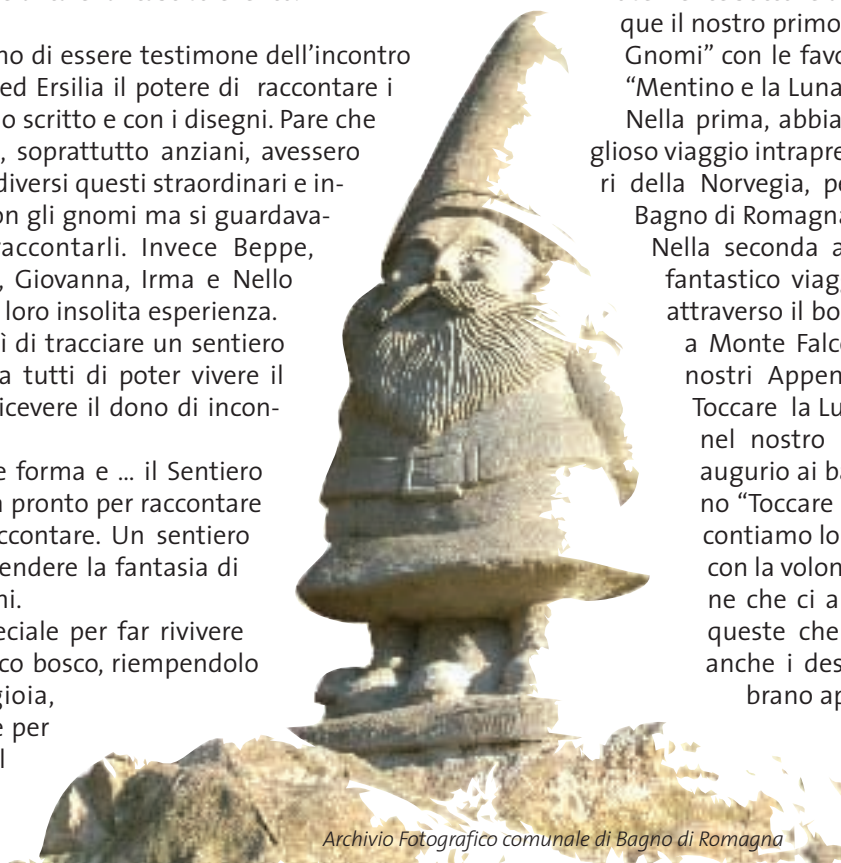 no di essere testimone dell'incontro
ed Ersilia il potere di raccontare i
o scritto e con i disegni. Pare che
, soprattutto anziani, avessero
diversi questi straordinari e in-
on gli gnomi ma si guardava-
raccontarli. Invece Beppe,
, Giovanna, Irma e Nello
loro insolita esperienza.
ì di tracciare un sentiero
a tutti di poter vivere il
icevere il dono di incon-
e forma e ... il Sentiero
pronto per raccontare
ccontare. Un sentiero
endere la fantasia di
ni.
eciale per far rivivere
co bosco, riempendolo
gioia,
e per
l
que il nostro primo
Gnomi" con le favo
"Mentino e la Luna
Nella prima, abbia
glioso viaggio intrapre
ri della Norvegia, pe
Bagno di Romagna
Nella seconda a
fantastico viag
attraverso il bo
a Monte Falc
nostri Appen
Toccare la Lu
nel nostro
augurio ai ba
no "Toccare
contiamo lo
con la volon
ne che ci a
queste che
anche i des
brano ap
Archivio Fotografico comunale di Bagno di Romagna